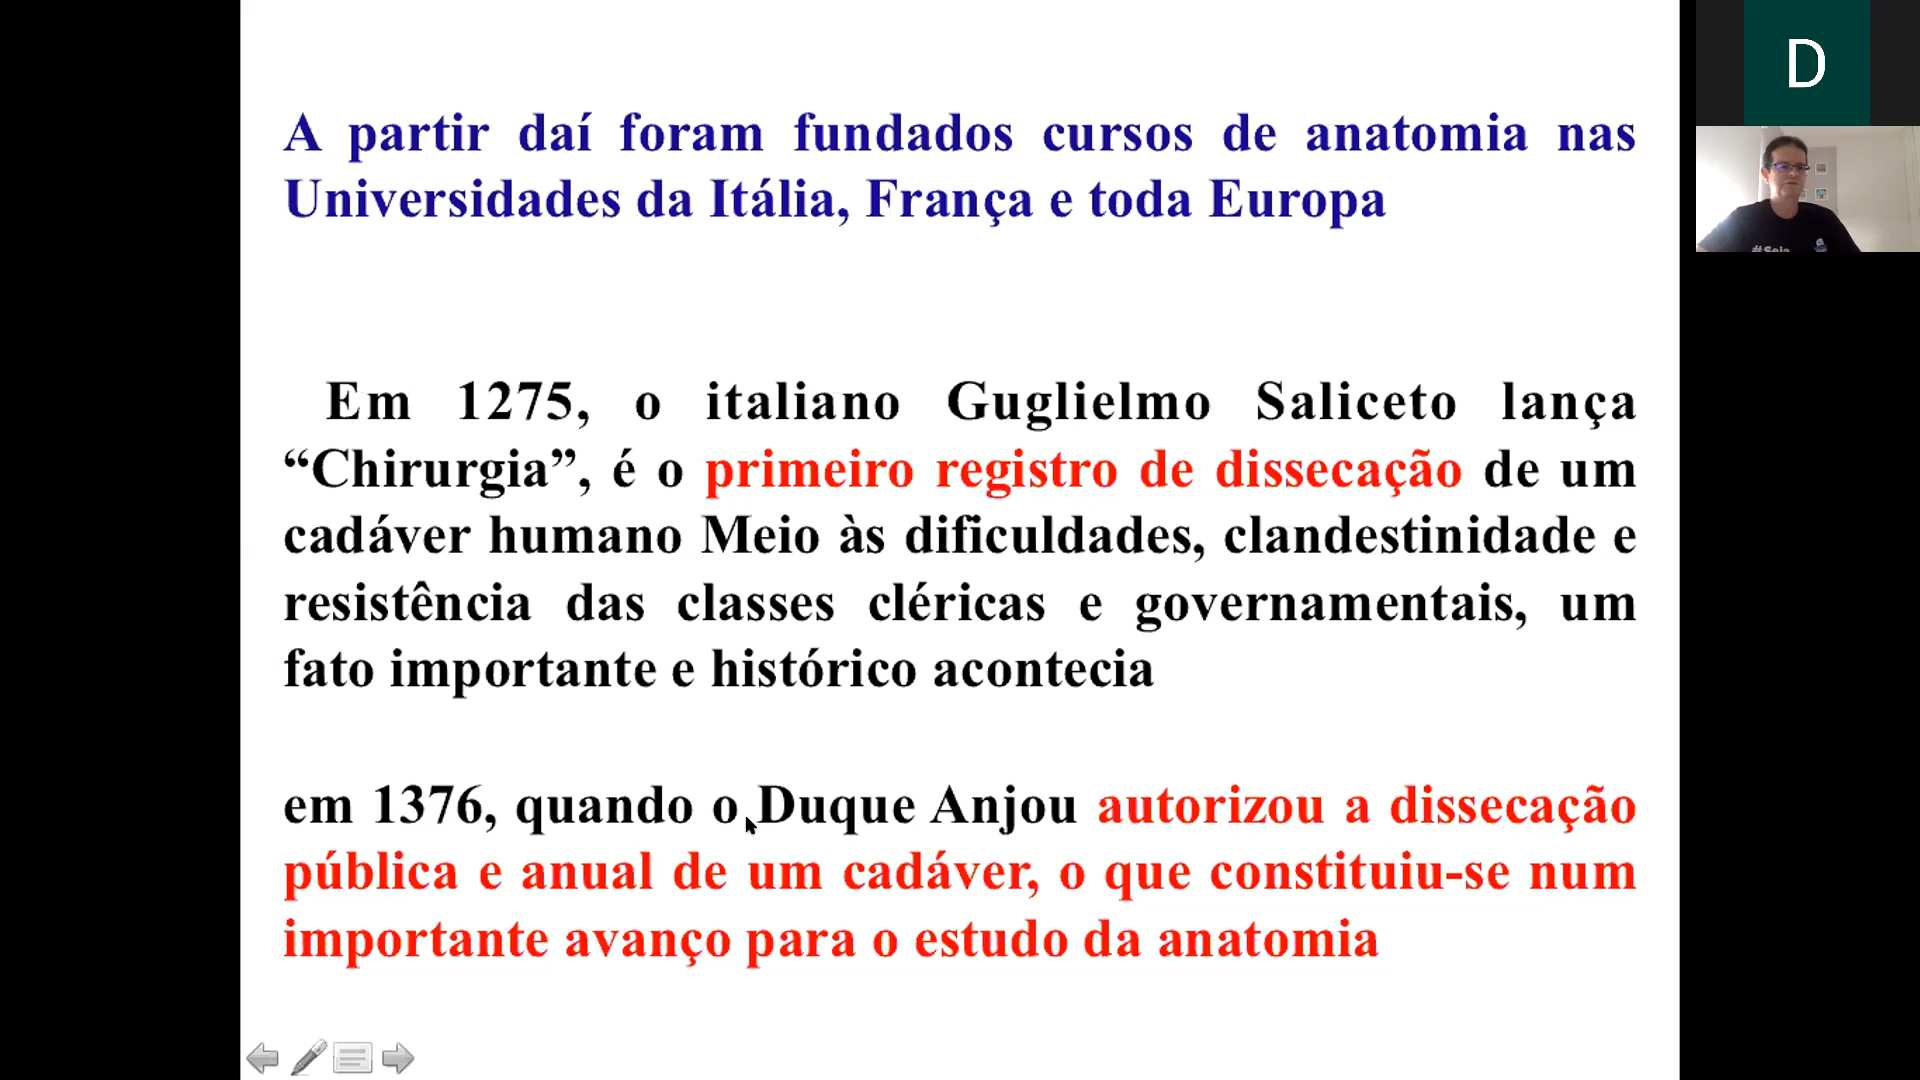 A partir daí foram fundados cursos de anatomia nas
Universidades da Itália, França e toda Europa
Em 1275, o italiano Guglielmo Saliceto lança
“Chirurgia”, é o primeiro registro de dissecação de um
cadáver humano Meio às dificuldades, clandestinidade e
resistência das classes cléricas e governamentais, um
fato importante e histórico acontecia
em 1376, quando o Duque Anjou autorizou a dissecação
pública e anual de um cadáver, o que constituiu-se num
importante avanço para o estudo da anatomia
D
#Seja